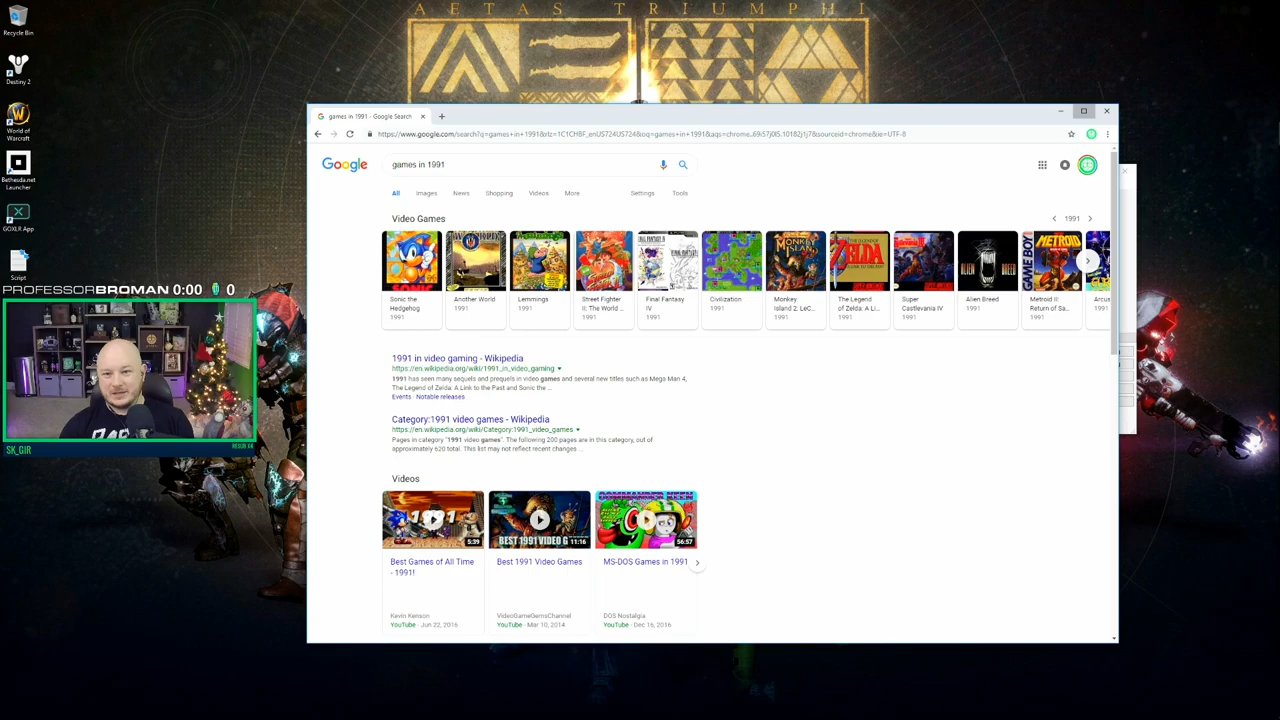 AETAS TRIUMPHI
Recycle Bin
Destiny 2
World of
Warcraft
Bethesda.net
Launcher
GOXLR App
Script
PROFESSORBROMAN 0:00 0
SK_GIR
RESUB X4
games in 1991 - Google Search
https://www.google.com/search?q=games+in+1991&rlz=1C1CHBF_enUS724US724&oq=games+in+1991&aqs=chrome..69i57j0l5.10182j1j7&sourceid=chrome&ie=UTF-8
Google
games in 1991
All Images News Shopping Videos More Settings Tools
Video Games
1991
Sonic the
Hedgehog
1991
Another World
1991
Lemmings
1991
Street Fighter
II: The World ...
1991
Final Fantasy
IV
1991
Civilization
1991
Monkey
Island 2: LeC...
1991
The Legend
of Zelda: A Li...
1991
Super
Castlevania IV
1991
Alien Breed
1991
Metroid II:
Return of Sa...
1991
Arcus
1991
1991 in video gaming - Wikipedia
https://en.wikipedia.org/wiki/1991_in_video_gaming
1991 has seen many sequels and prequels in video games and several new titles such as Mega Man 4,
The Legend of Zelda: A Link to the Past and Sonic the ...
Events · Notable releases
Category:1991 video games - Wikipedia
https://en.wikipedia.org/wiki/Category:1991_video_games
Pages in category "1991 video games". The following 200 pages are in this category, out of
approximately 620 total. This list may not reflect recent changes ...
Videos
1991
5:39
BEST 1991 VIDEO G
11:16
COMMANDER KEEN
56:57
Best Games of All Time
- 1991!
Kevin Kenson
YouTube - Jun 22, 2016
Best 1991 Video Games
VideoGameGemsChannel
YouTube - Mar 10, 2014
MS-DOS Games in 1991
DOS Nostalgia
YouTube - Dec 16, 2016